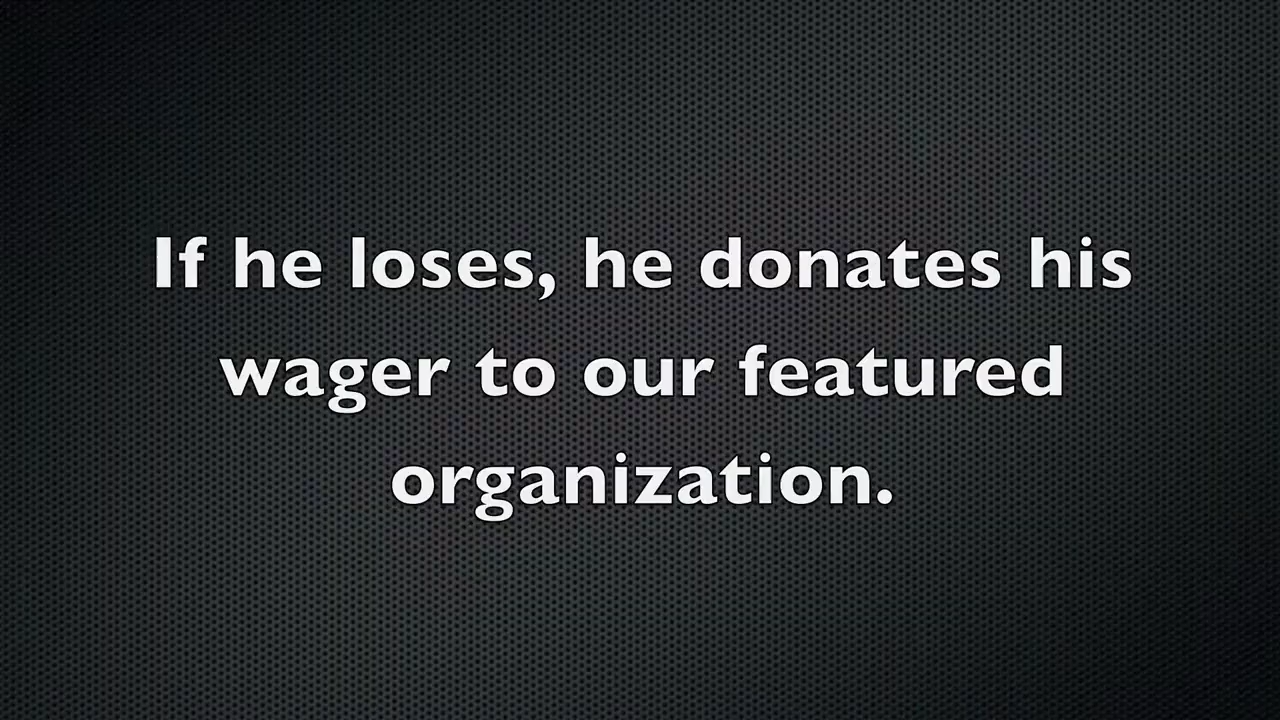 If he loses, he donates his
wager to our featured
organization.